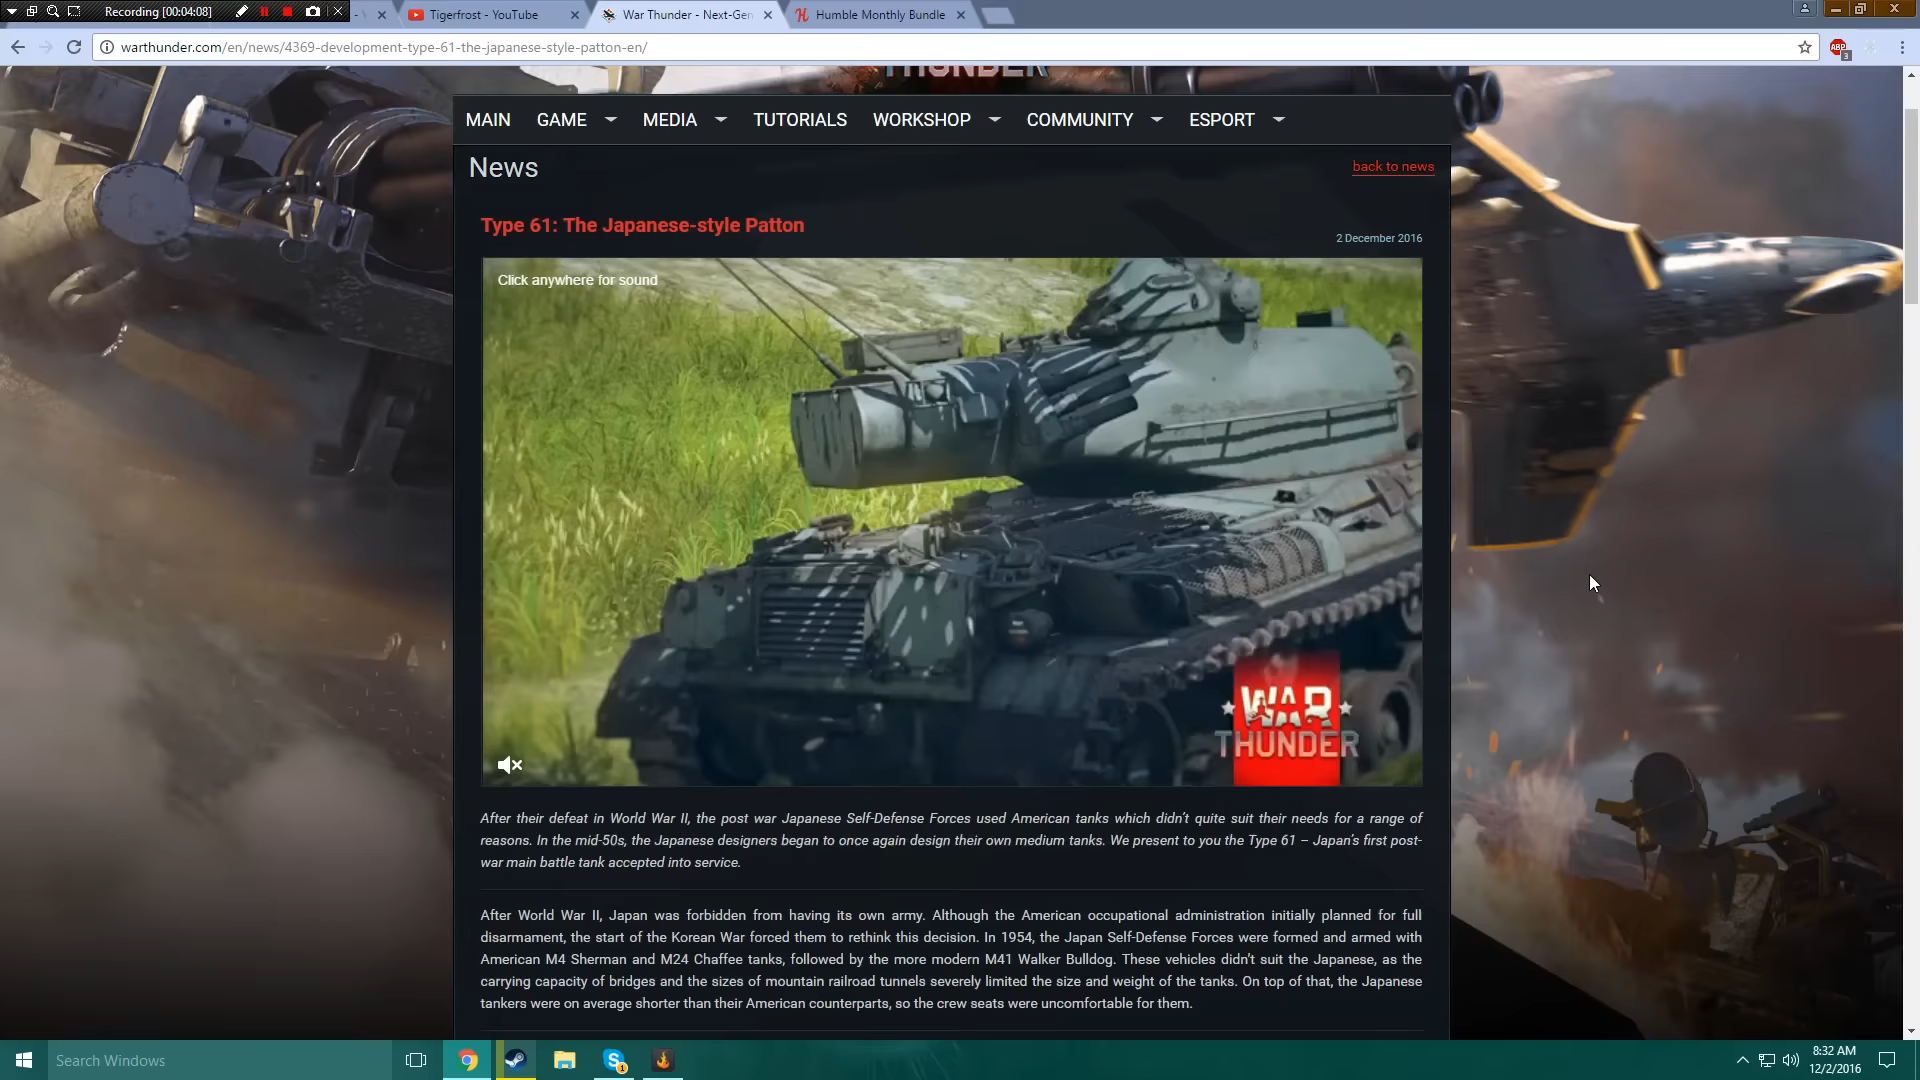 Recording [00:04:08]
Tigerfrost - YouTube
War Thunder - Next-Gen
Humble Monthly Bundle
warthunder.com/en/news/4369-development-type-61-the-japanese-style-patton-en/
ABP
3
THUNDER
MAIN
GAME
MEDIA
TUTORIALS
WORKSHOP
COMMUNITY
ESPORT
News
back to news
Type 61: The Japanese-style Patton
2 December 2016
Click anywhere for sound
WAR
THUNDER
After their defeat in World War II, the post war Japanese Self-Defense Forces used American tanks which didn't quite suit their needs for a range of
reasons. In the mid-50s, the Japanese designers began to once again design their own medium tanks. We present to you the Type 61 – Japan's first post-
war main battle tank accepted into service.
After World War II, Japan was forbidden from having its own army. Although the American occupational administration initially planned for full
disarmament, the start of the Korean War forced them to rethink this decision. In 1954, the Japan Self-Defense Forces were formed and armed with
American M4 Sherman and M24 Chaffee tanks, followed by the more modern M41 Walker Bulldog. These vehicles didn't suit the Japanese, as the
carrying capacity of bridges and the sizes of mountain railroad tunnels severely limited the size and weight of the tanks. On top of that, the Japanese
tankers were on average shorter than their American counterparts, so the crew seats were uncomfortable for them.
Search Windows
1
8:32 AM
12/2/2016